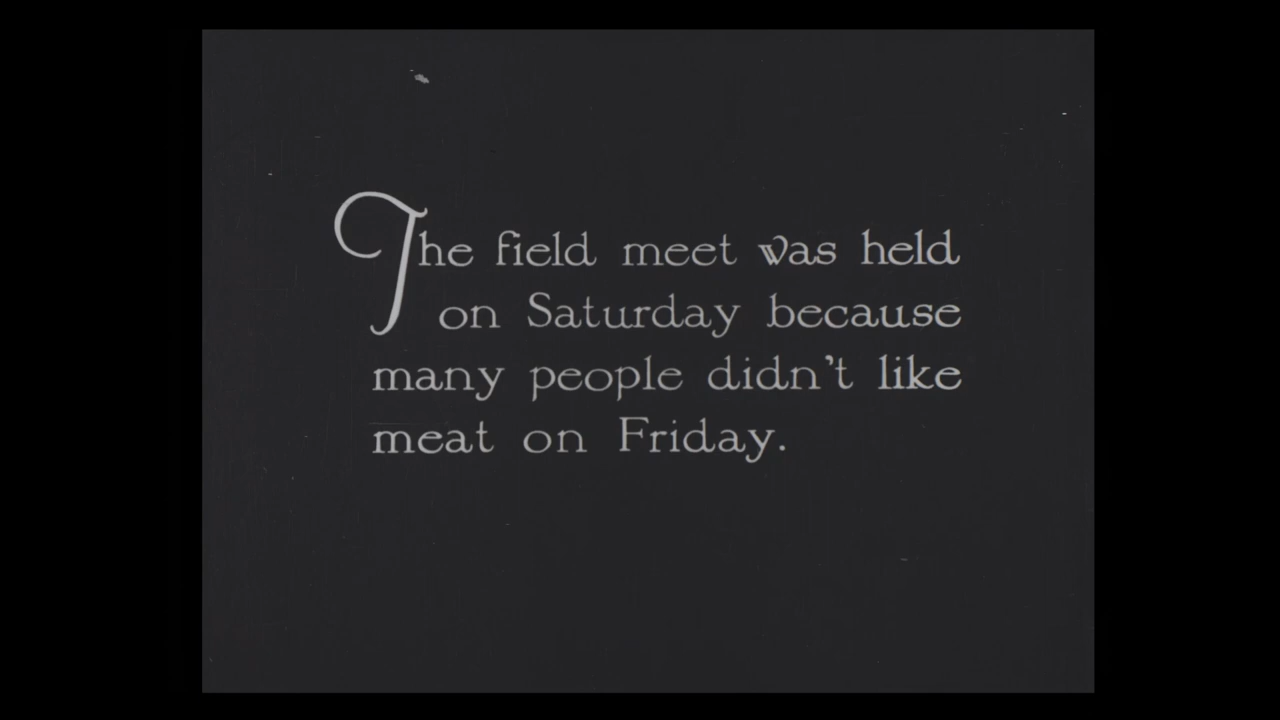 The field meet was held
on Saturday because
many people didn't like
meat on Friday.